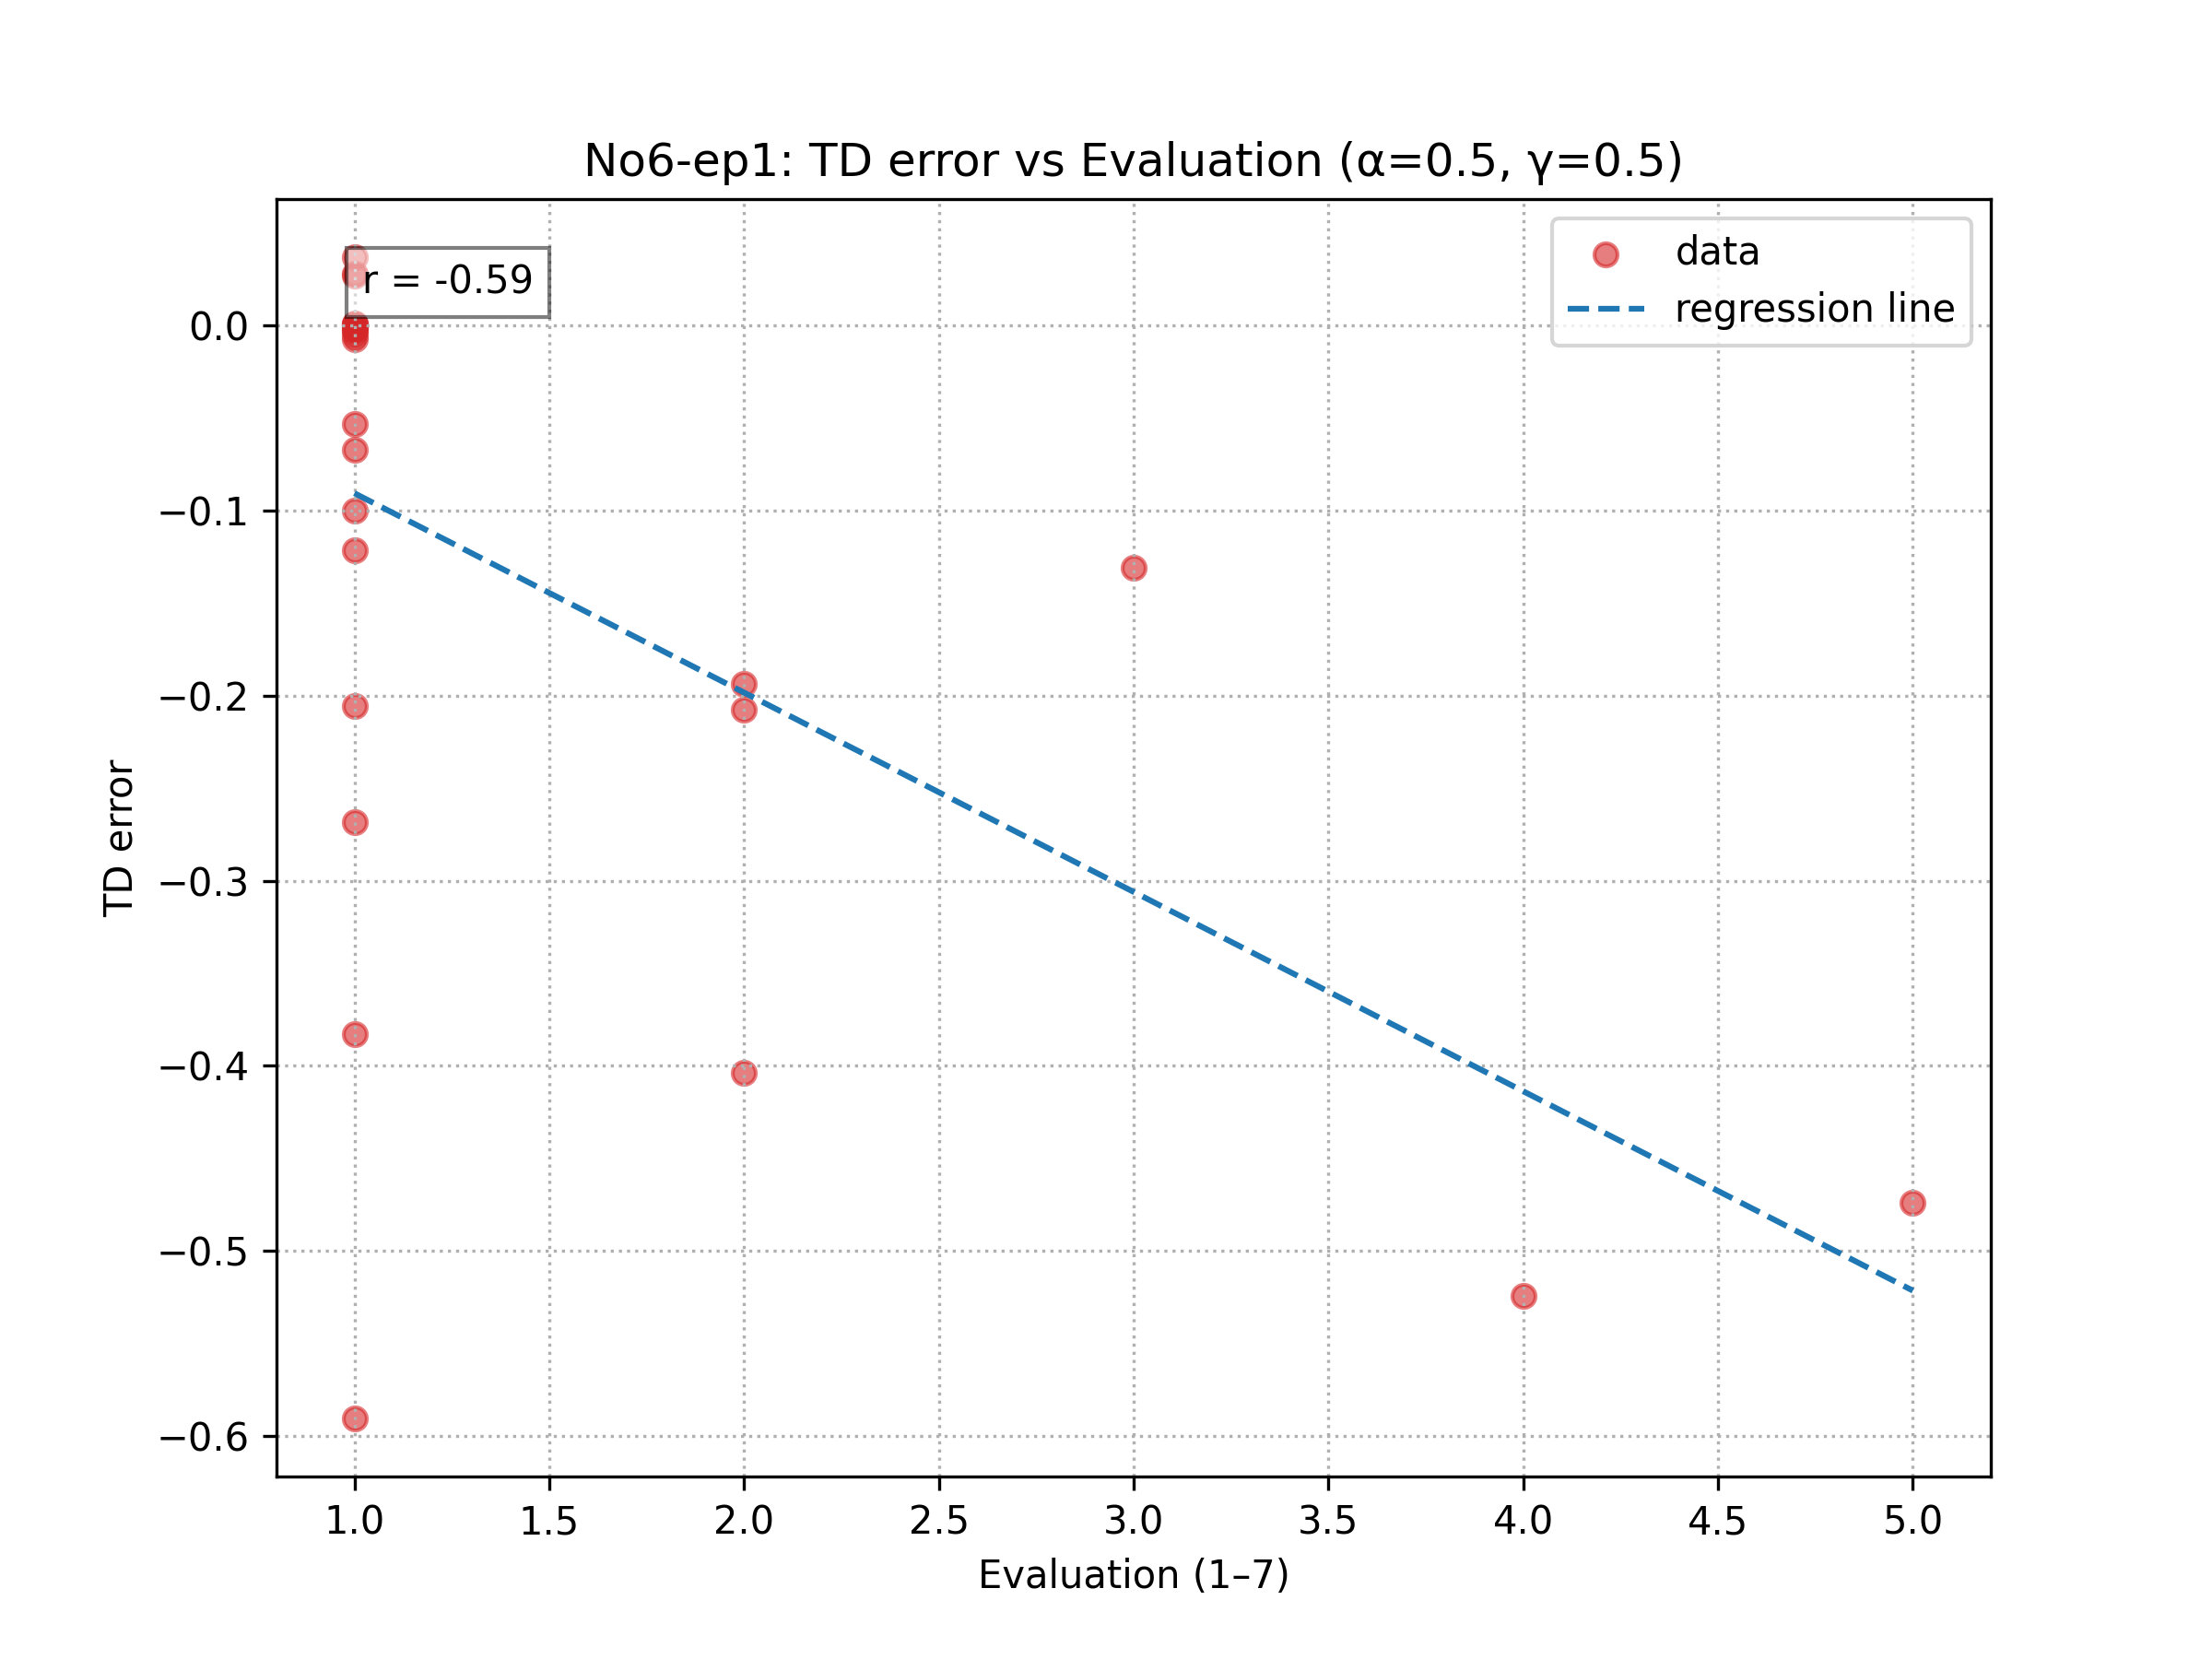 No6-ep1: TD error vs Evaluation (α=0.5, γ=0.5)
r = -0.59
data
regression line
TD error
0.0
−0.1
−0.2
−0.3
−0.4
−0.5
−0.6
1.0 1.5 2.0 2.5 3.0 3.5 4.0 4.5 5.0
Evaluation (1–7)